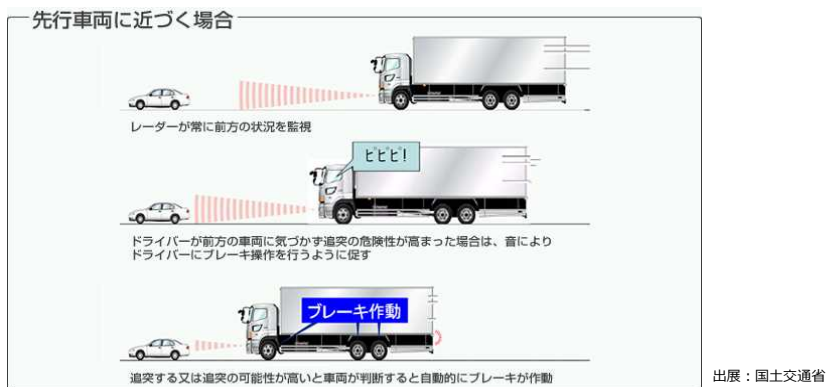 先行車両に近づく場合
レーダーが常に前方の状況を監視
ピピピ!
ドライバーが前方の車両に気づかず追突の危険性が高まった場合は、音により
ドライバーにブレーキ操作を行うように促す
ブレーキ作動
追突する又は追突の可能性が高いと車両が判断すると自動的にブレーキが作動
出展：国土交通省